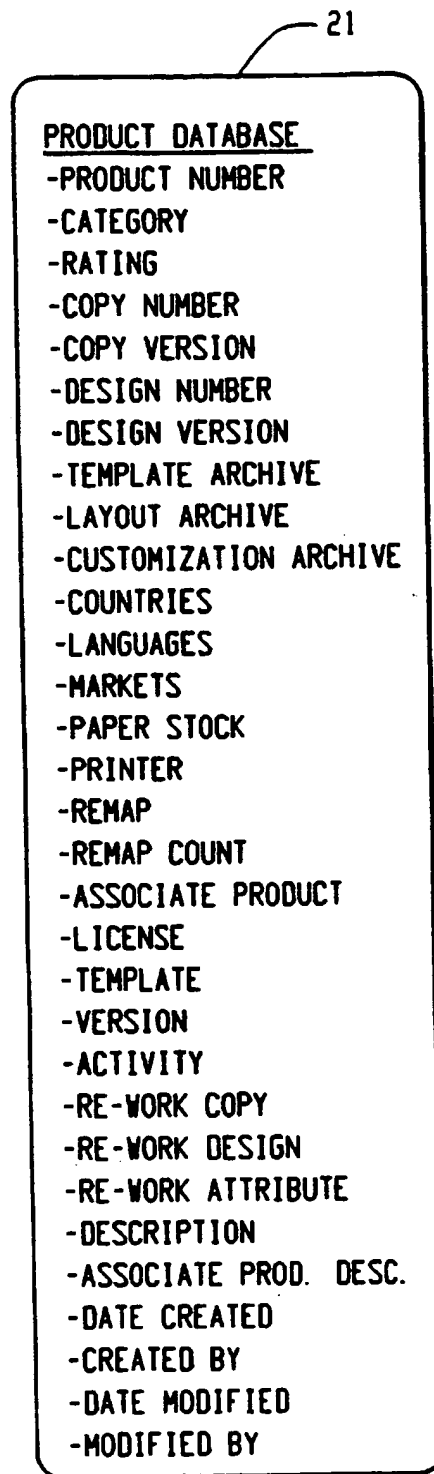 21
PRODUCT DATABASE
-PRODUCT NUMBER
-CATEGORY
-RATING
-COPY NUMBER
-COPY VERSION
-DESIGN NUMBER
-DESIGN VERSION
-TEMPLATE ARCHIVE
-LAYOUT ARCHIVE
-CUSTOMIZATION ARCHIVE
-COUNTRIES
-LANGUAGES
-MARKETS
-PAPER STOCK
-PRINTER
-REMAP
-REMAP COUNT
-ASSOCIATE PRODUCT
-LICENSE
-TEMPLATE
-VERSION
-ACTIVITY
-RE-WORK COPY
-RE-WORK DESIGN
-RE-WORK ATTRIBUTE
-DESCRIPTION
-ASSOCIATE PROD. DESC.
-DATE CREATED
-CREATED BY
-DATE MODIFIED
-MODIFIED BY